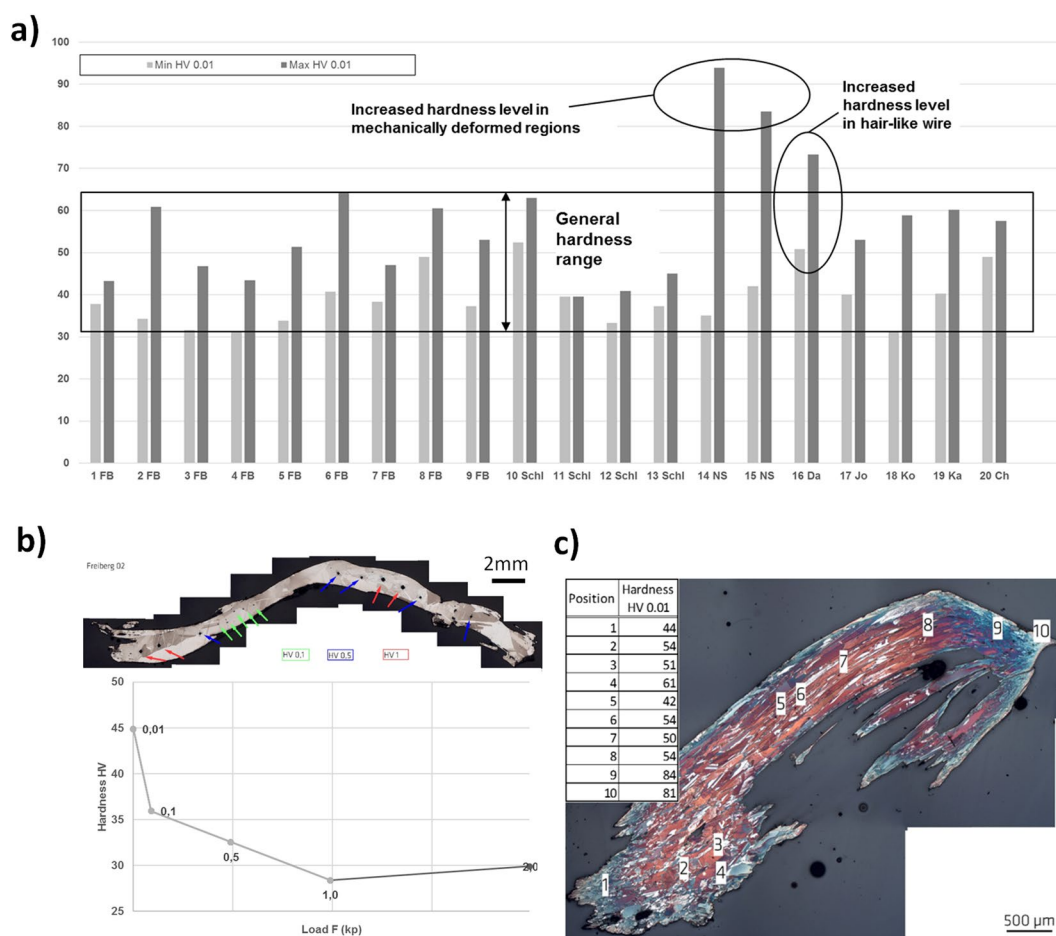 a)
100
90
80
70
60
50
40
30
20
10
0
Min HV 0.01 Max HV 0.01
Increased hardness level in
mechanically deformed regions
Increased
hardness level
in hair-like wire
General
hardness
range
1 FB 2 FB 3 FB 4 FB 5 FB 6 FB 7 FB 8 FB 9 FB 10 Schl 11 Schl 12 Schl 13 Schl 14 NS 15 NS 16 Da 17 Jo 18 Ko 19 Ka 20 Ch
b)
Freiberg 02
2mm
HV 0,1 HV 0,5 HV 1
50
45
40
35
30
25
Hardness HV
0,01
0,1
0,5
1,0
2,0
Load F (kp)
c)
Position Hardness
HV 0.01
1 44
2 54
3 51
4 61
5 42
6 54
7 50
8 54
9 84
10 81
10
9
8
7
6
5
3
2
4
1
500 µm